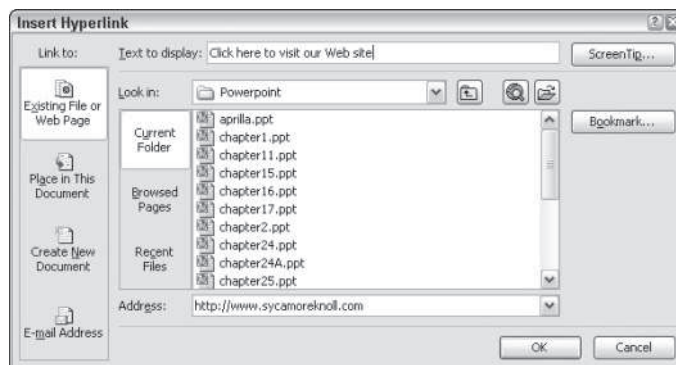 Insert Hyperlink
Link to:
Text to display: Click here to visit our Web site
ScreenTip...
Existing File or
Web Page
Place in This
Document
Create New
Document
E-mail Address
Look in:
Powerpoint
Current
Folder
Browsed
Pages
Recent
Files
aprilla.ppt
chapter1.ppt
chapter11.ppt
chapter15.ppt
chapter16.ppt
chapter17.ppt
chapter2.ppt
chapter24.ppt
chapter24A.ppt
chapter25.ppt
Bookmark...
Address: http://www.sycamoreknoll.com
OK
Cancel